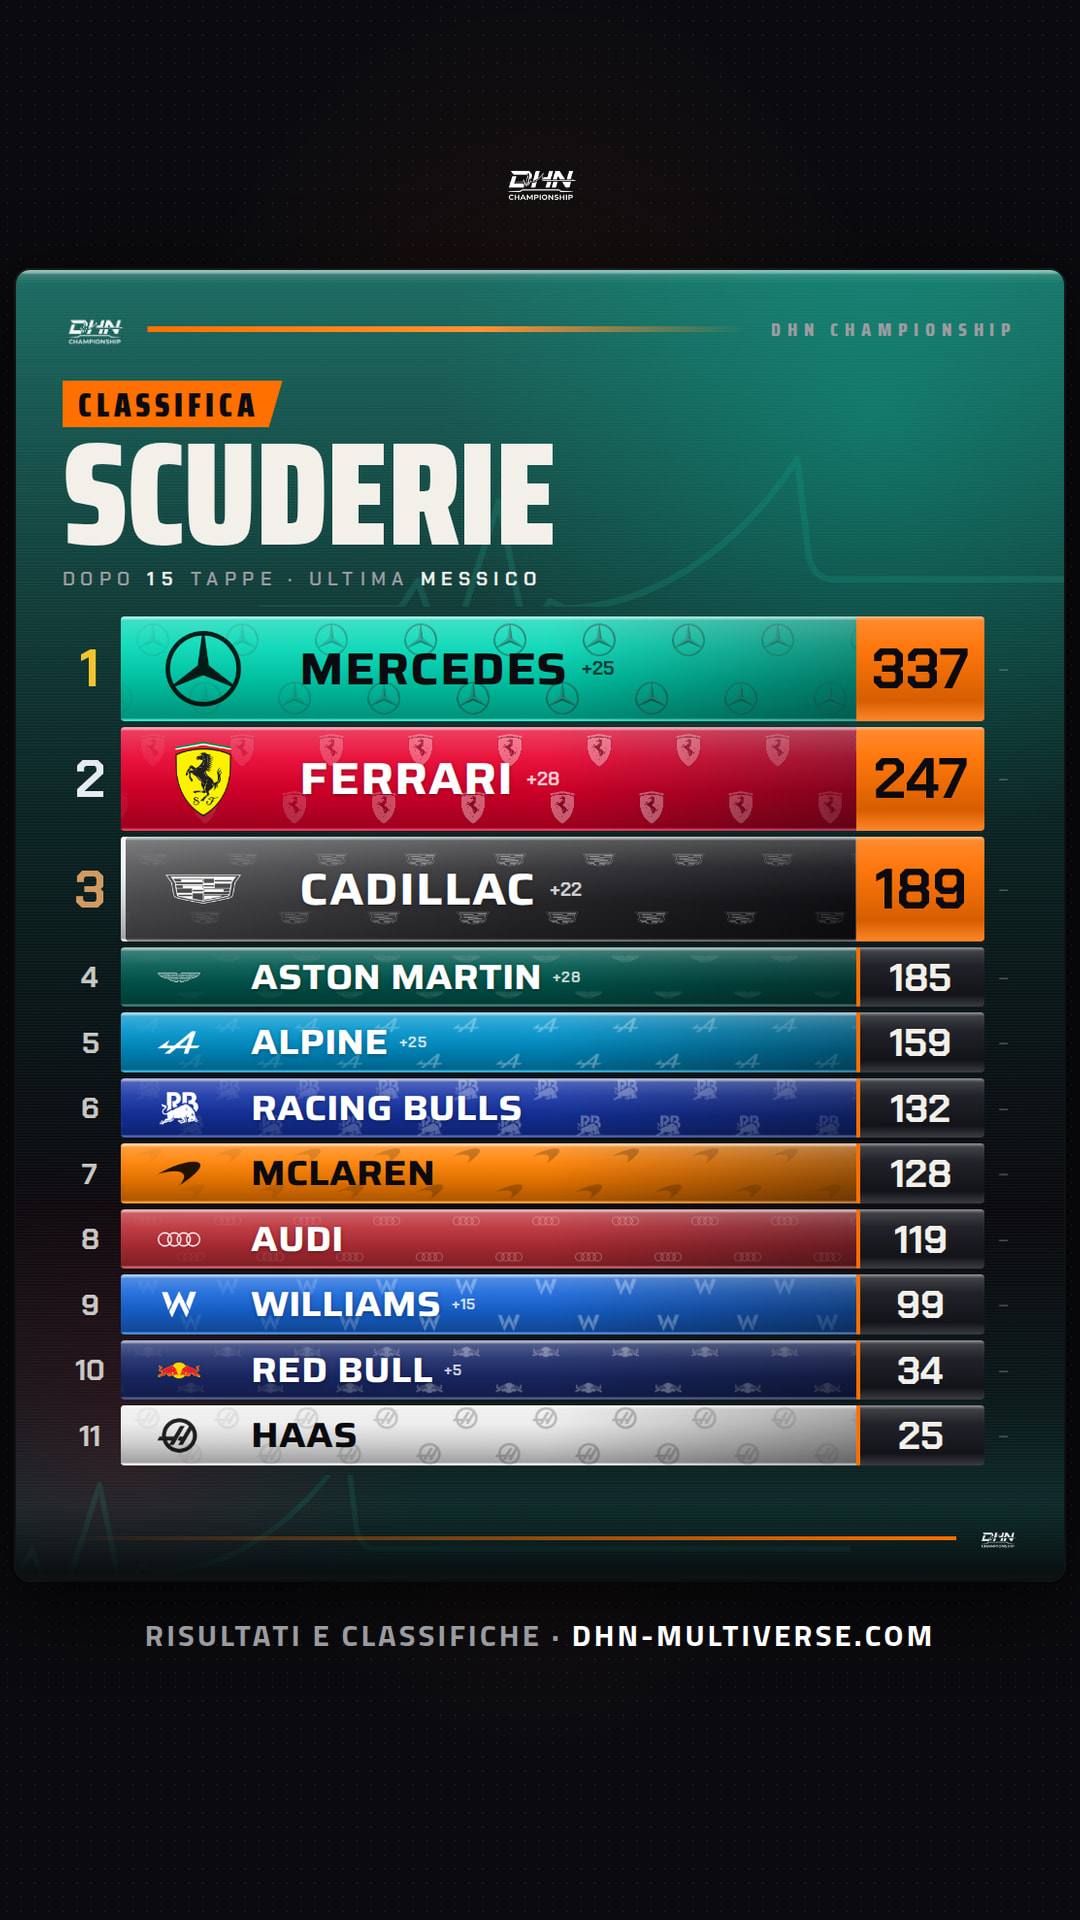 DHN
CHAMPIONSHIP
DHN
CHAMPIONSHIP
DHN CHAMPIONSHIP
CLASSIFICA
SCUDERIE
DOPO 15 TAPPE · ULTIMA MESSICO
1 MERCEDES +25 337 –
2 FERRARI +28 247 –
3 CADILLAC +22 189 –
4 ASTON MARTIN +28 185 –
5 ALPINE +25 159 –
6 RACING BULLS 132 –
7 MCLAREN 128 –
8 AUDI 119 –
9 WILLIAMS +15 99 –
10 RED BULL +5 34 –
11 HAAS 25 –
DHN
CHAMPIONSHIP
RISULTATI E CLASSIFICHE · DHN-MULTIVERSE.COM